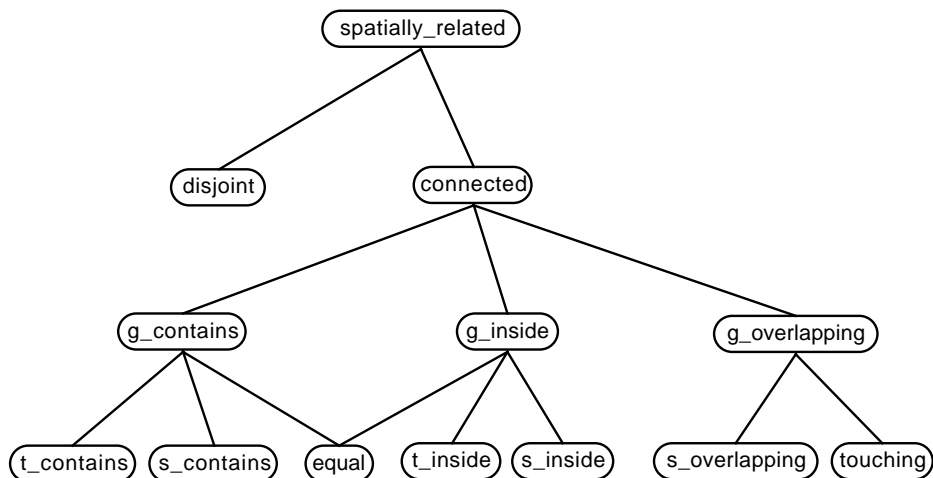 spatially_related
disjoint
connected
g_contains
g_inside
g_overlapping
t_contains
s_contains
equal
t_inside
s_inside
s_overlapping
touching